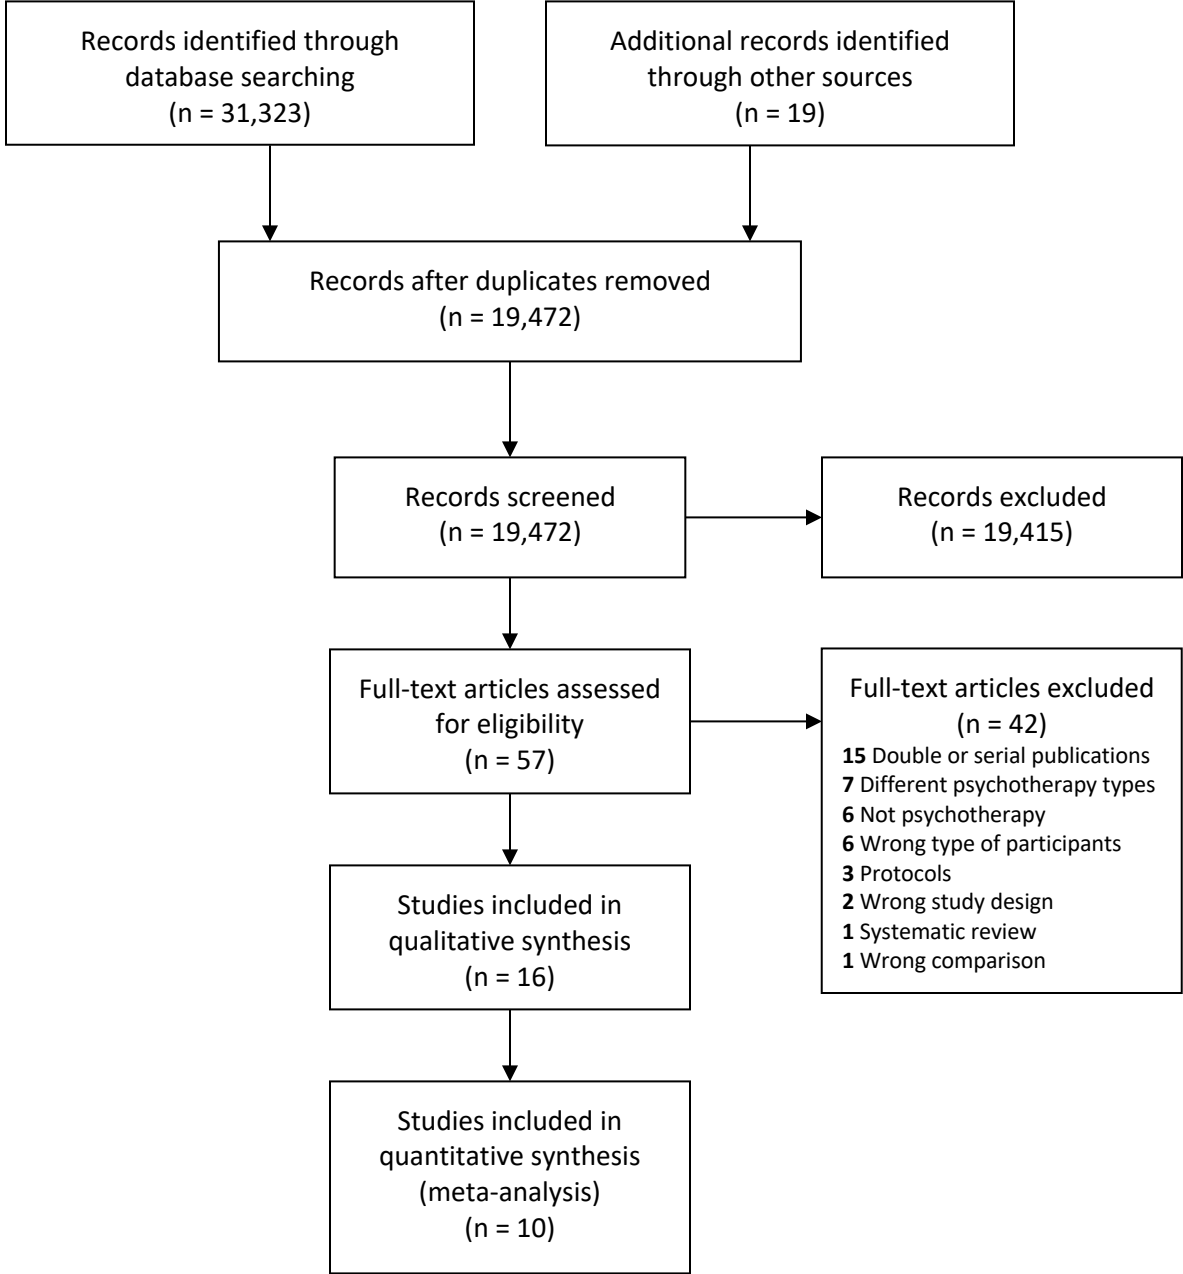 Records identified through
database searching
(n = 31,323)
Additional records identified
through other sources
(n = 19)
Records after duplicates removed
(n = 19,472)
Records screened
(n = 19,472)
Records excluded
(n = 19,415)
Full-text articles assessed
for eligibility
(n = 57)
Full-text articles excluded
(n = 42)
15 Double or serial publications
7 Different psychotherapy types
6 Not psychotherapy
6 Wrong type of participants
3 Protocols
2 Wrong study design
1 Systematic review
1 Wrong comparison
Studies included in
qualitative synthesis
(n = 16)
Studies included in
quantitative synthesis
(meta-analysis)
(n = 10)